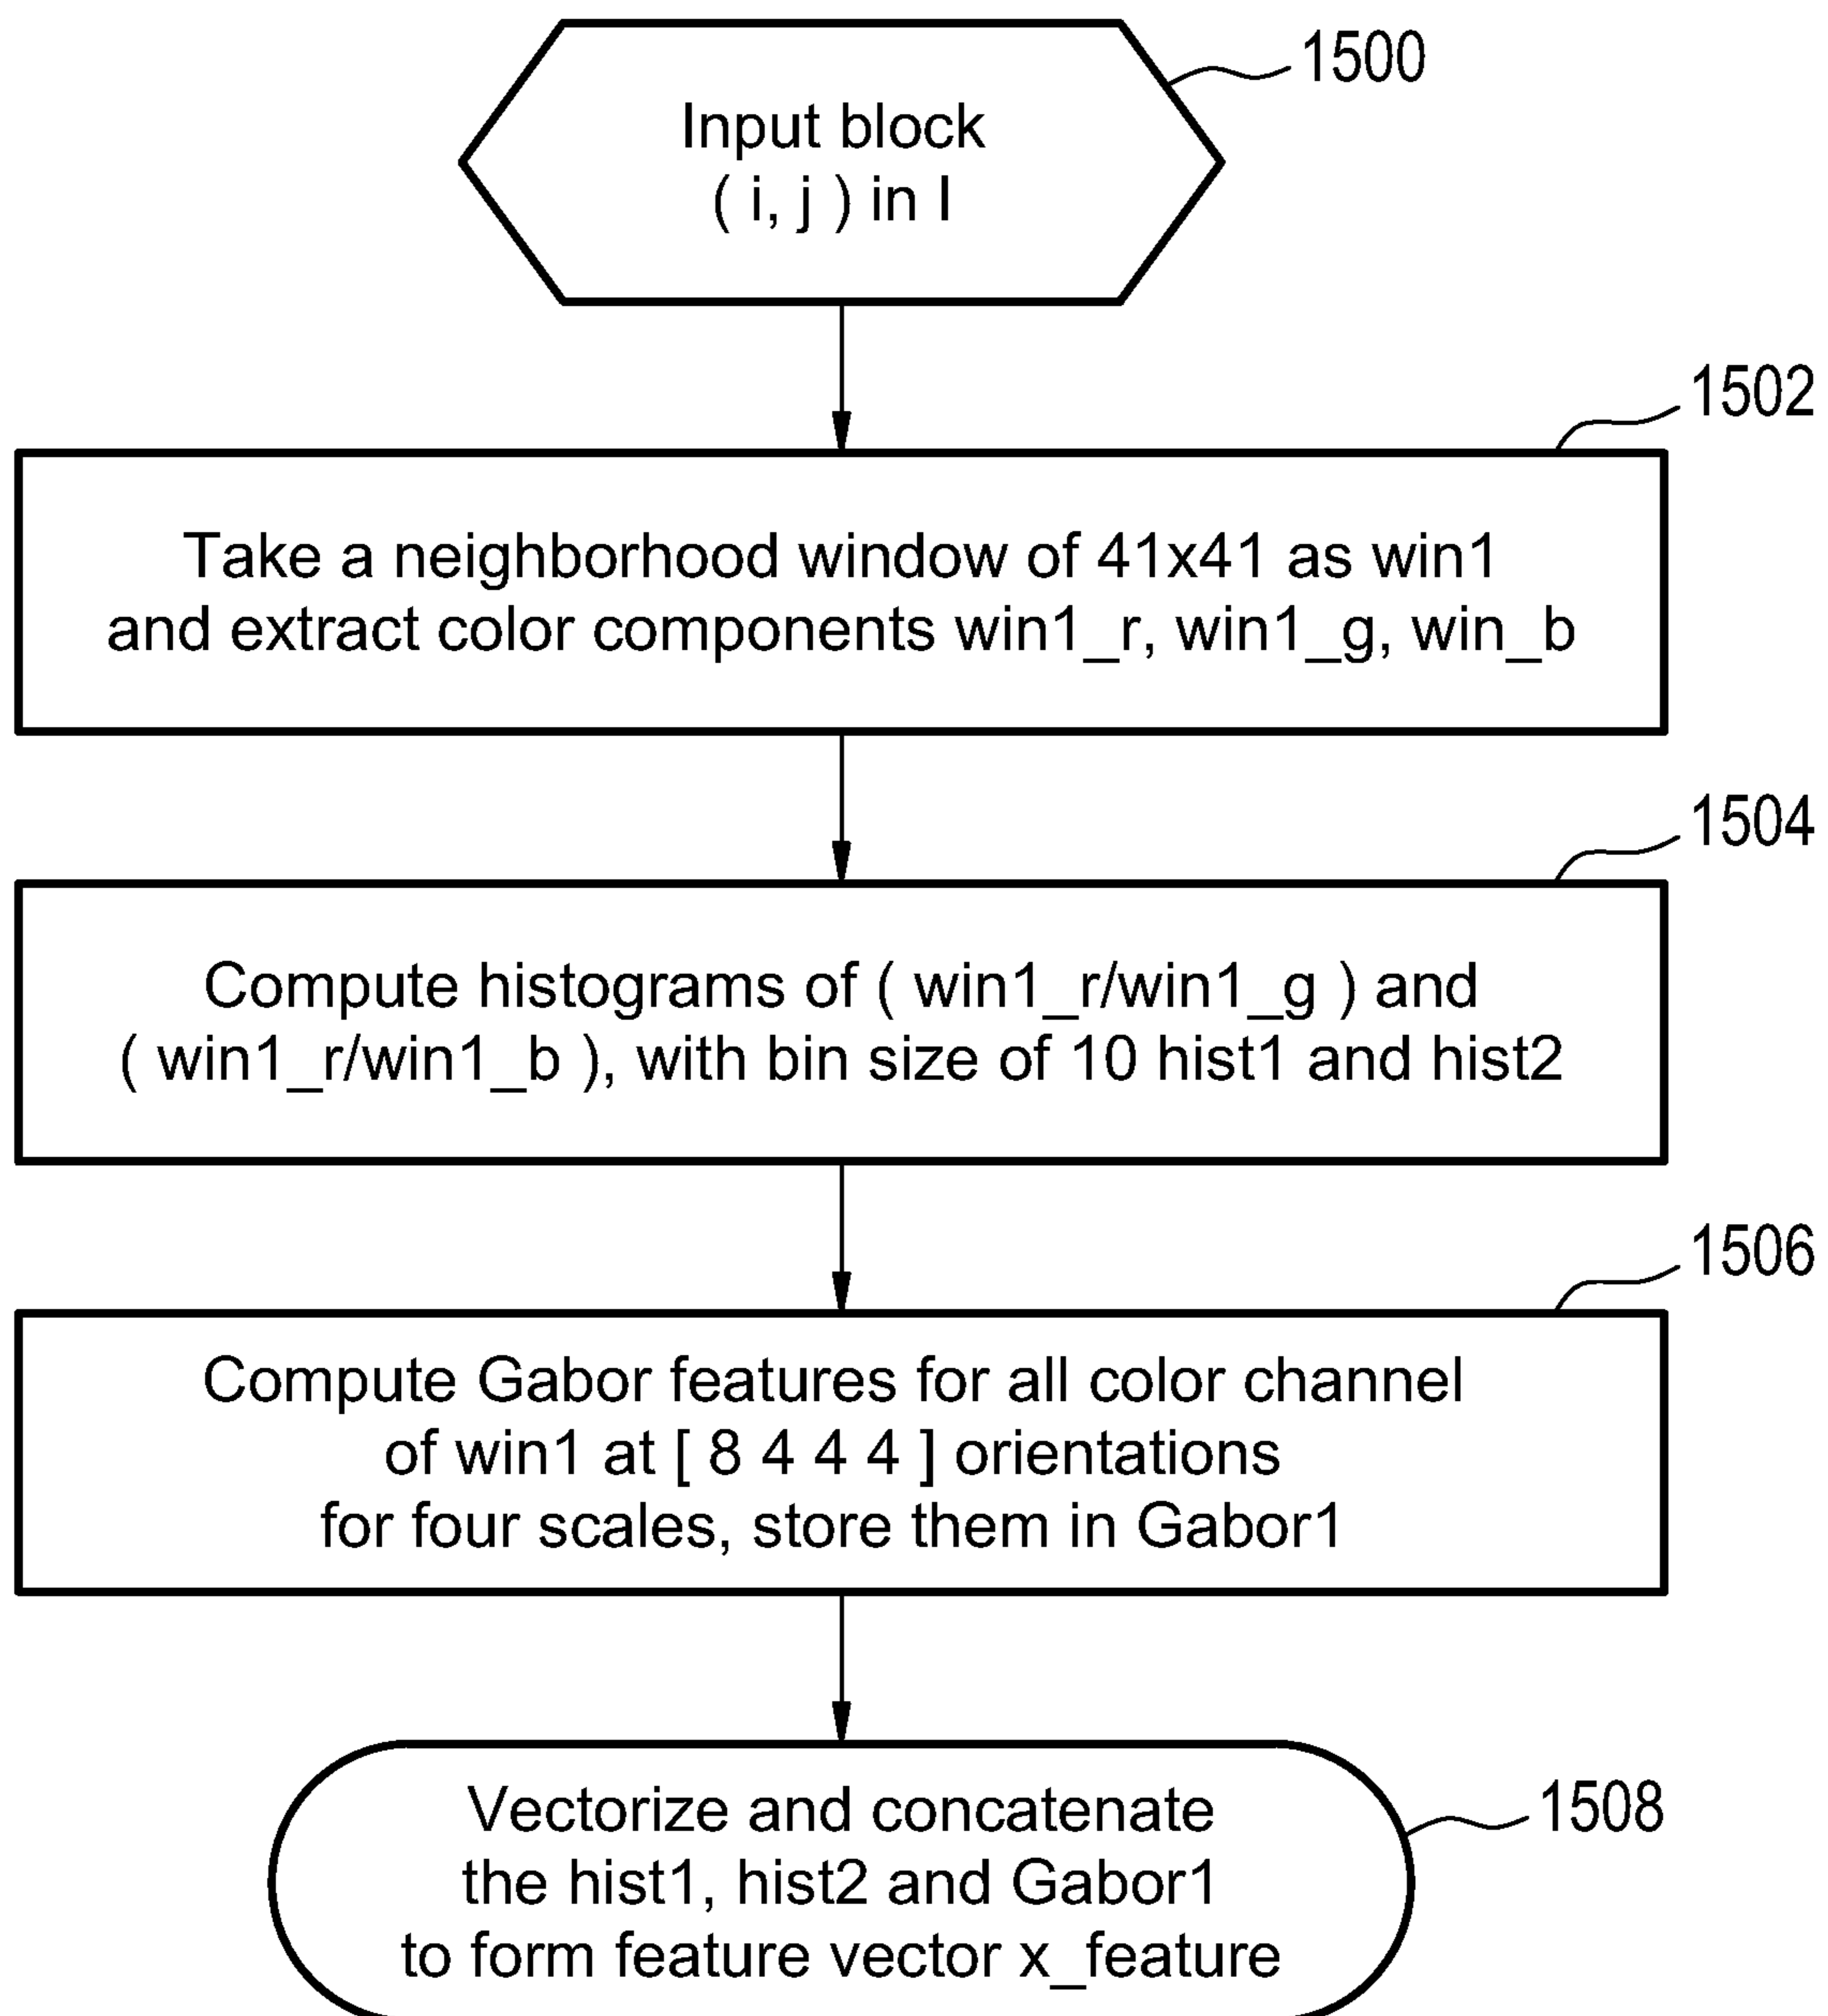 1500
Input block
( i, j ) in I
1502
Take a neighborhood window of 41x41 as win1
and extract color components win1_r, win1_g, win_b
1504
Compute histograms of ( win1_r/win1_g ) and
( win1_r/win1_b ), with bin size of 10 hist1 and hist2
1506
Compute Gabor features for all color channel
of win1 at [ 8 4 4 4 ] orientations
for four scales, store them in Gabor1
1508
Vectorize and concatenate
the hist1, hist2 and Gabor1
to form feature vector x_feature